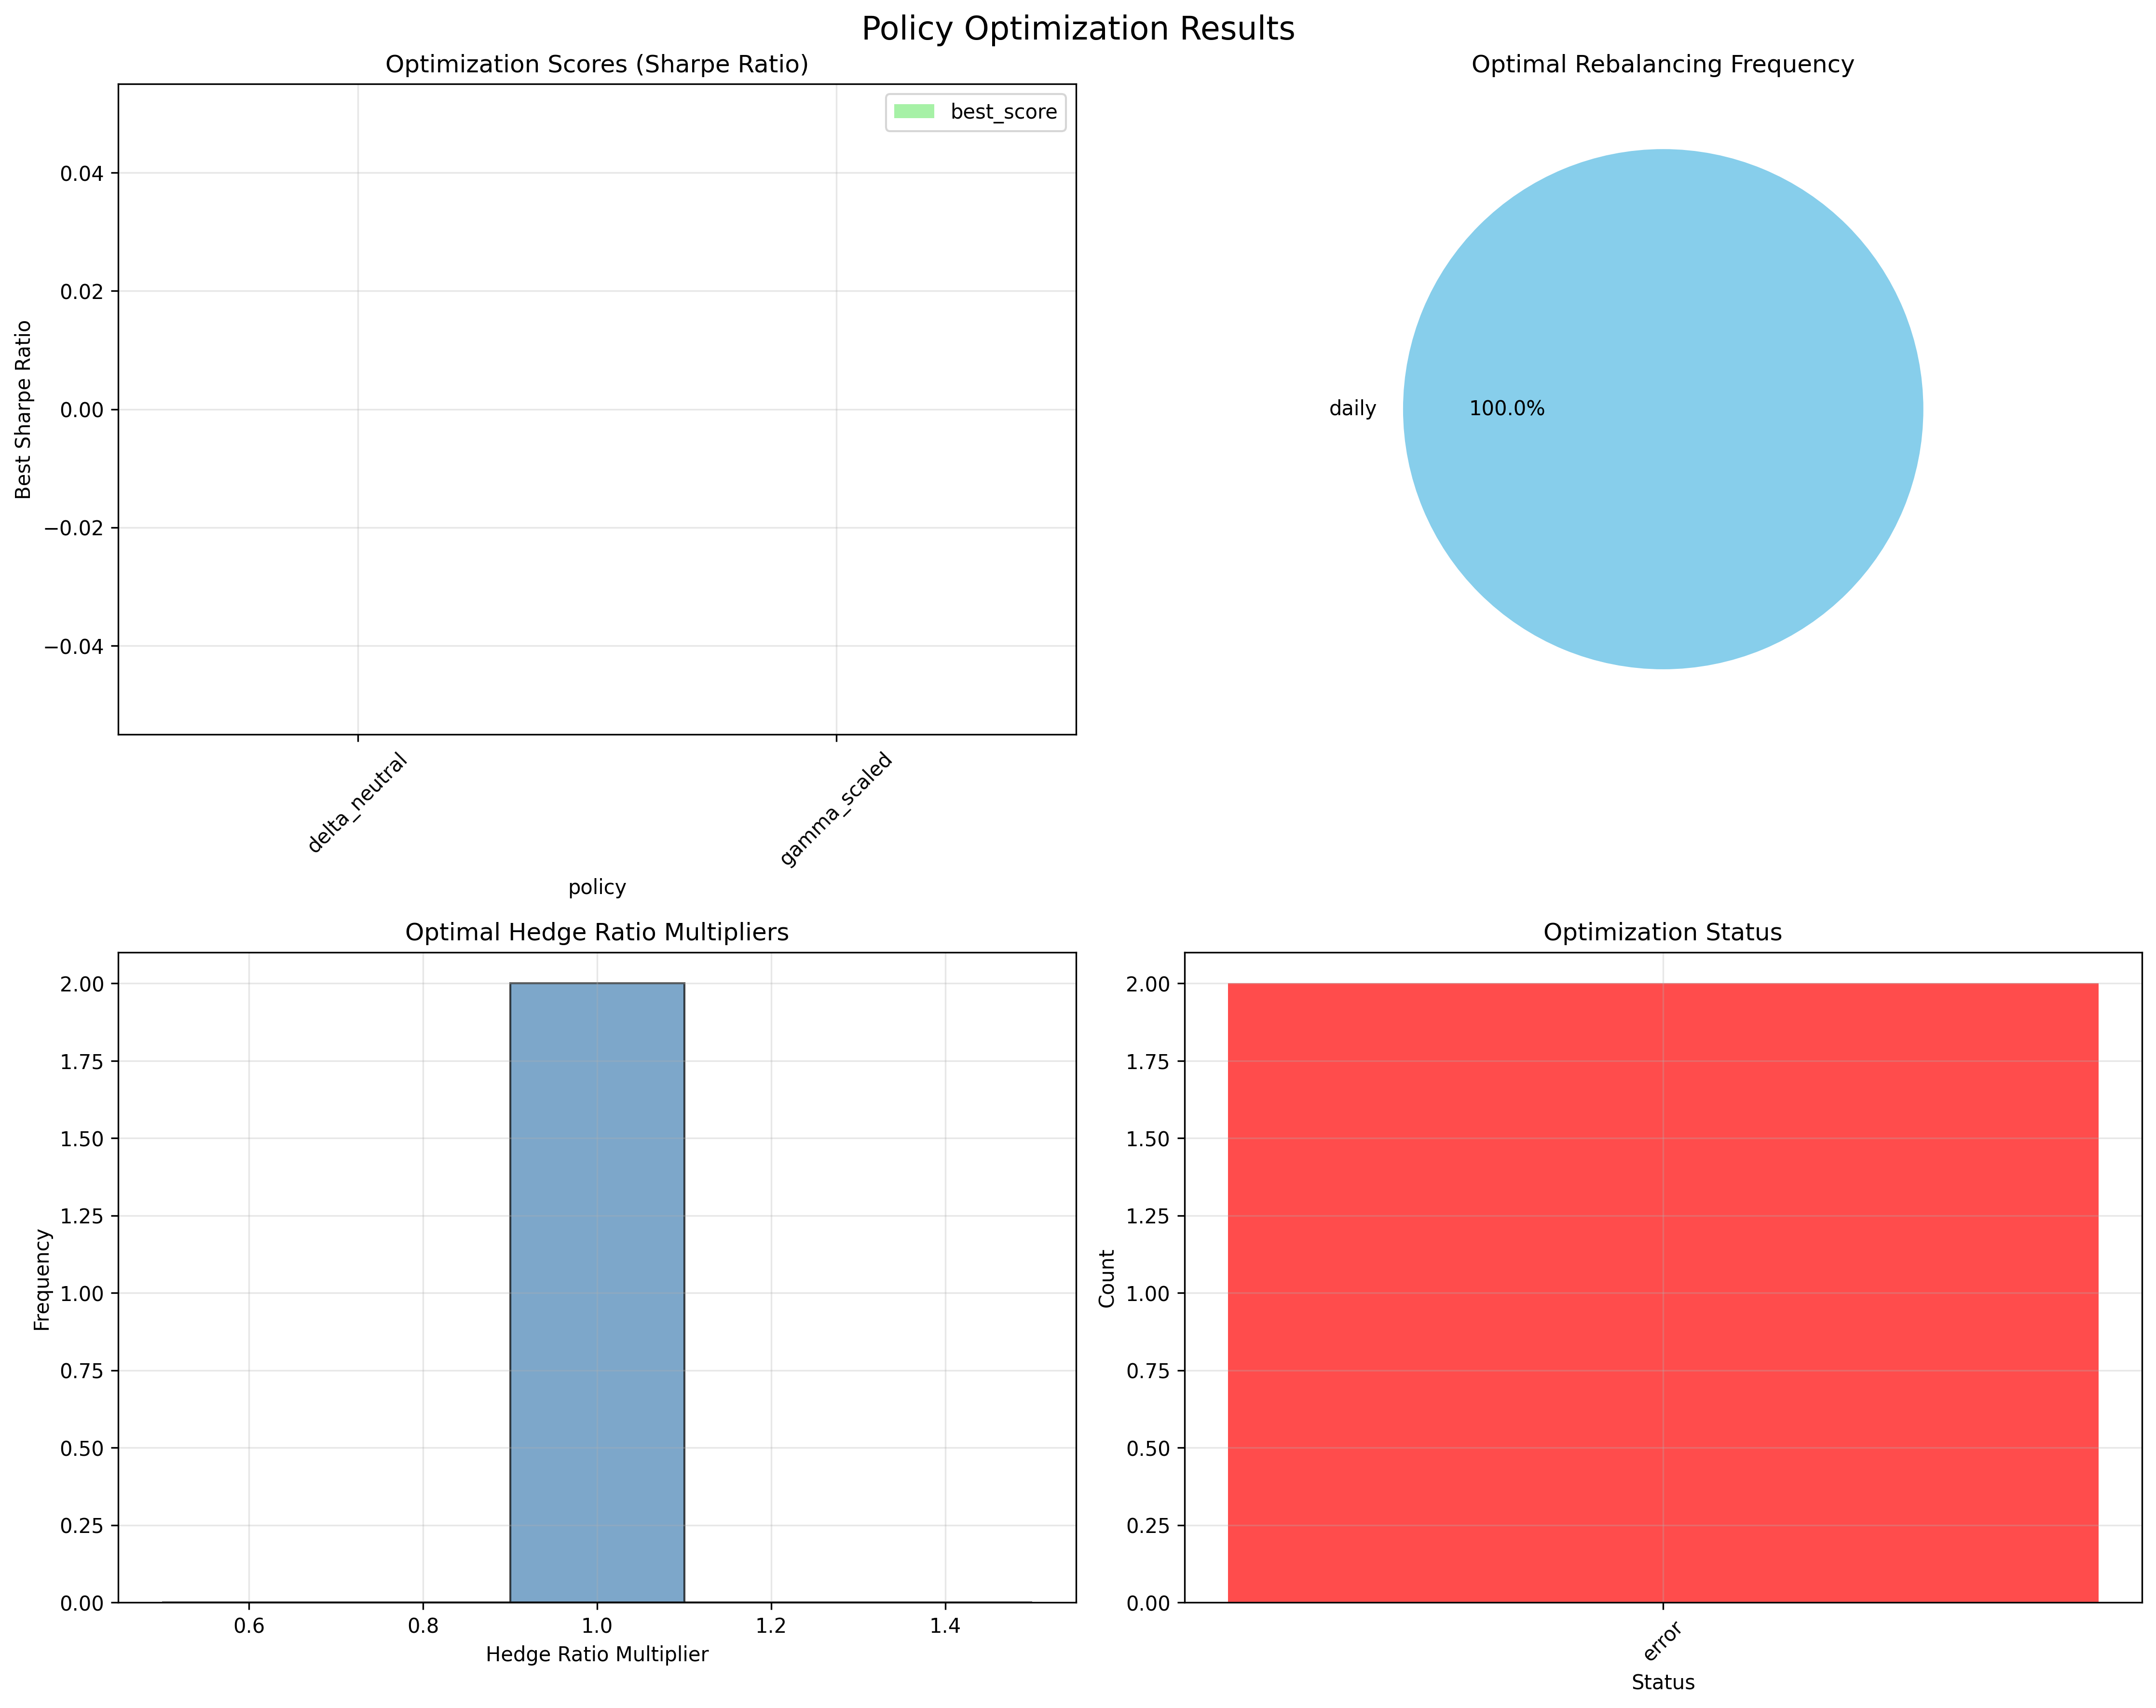 Policy Optimization Results
Optimization Scores (Sharpe Ratio)
best_score
0.04
0.02
0.00
−0.02
−0.04
Best Sharpe Ratio
delta_neutral
gamma_scaled
policy
Optimal Rebalancing Frequency
daily
100.0%
Optimal Hedge Ratio Multipliers
2.00
1.75
1.50
1.25
1.00
0.75
0.50
0.25
0.00
Frequency
0.6
0.8
1.0
1.2
1.4
Hedge Ratio Multiplier
Optimization Status
2.00
1.75
1.50
1.25
1.00
0.75
0.50
0.25
0.00
Count
error
Status